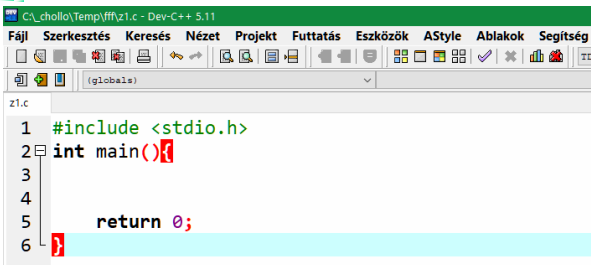 C:\_chollo\Temp\fff\z1.c - Dev-C++ 5.11
Fájl Szerkesztés Keresés Nézet Projekt Futtatás Eszközök AStyle Ablakok Segítség
(globals)
z1.c
1 #include <stdio.h>
2 int main(){
3
4
5 return 0;
6 }